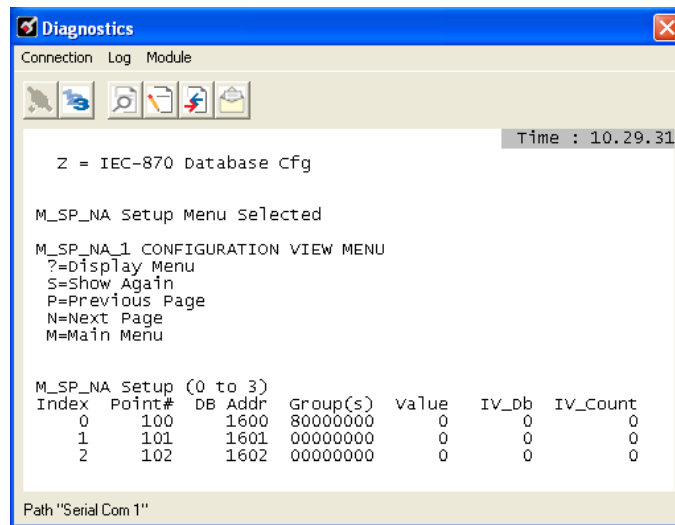 Diagnostics
Connection Log Module
Time : 10.29.31
Z = IEC-870 Database Cfg
M_SP_NA Setup Menu Selected
M_SP_NA_1 CONFIGURATION VIEW MENU
?=Display Menu
S=Show Again
P=Previous Page
N=Next Page
M=Main Menu
M_SP_NA Setup (0 to 3)
Index Point# DB Addr Group(s) Value IV_Db IV_Count
0 100 1600 80000000 0 0 0
1 101 1601 00000000 0 0 0
2 102 1602 00000000 0 0 0
Path "Serial Com 1"